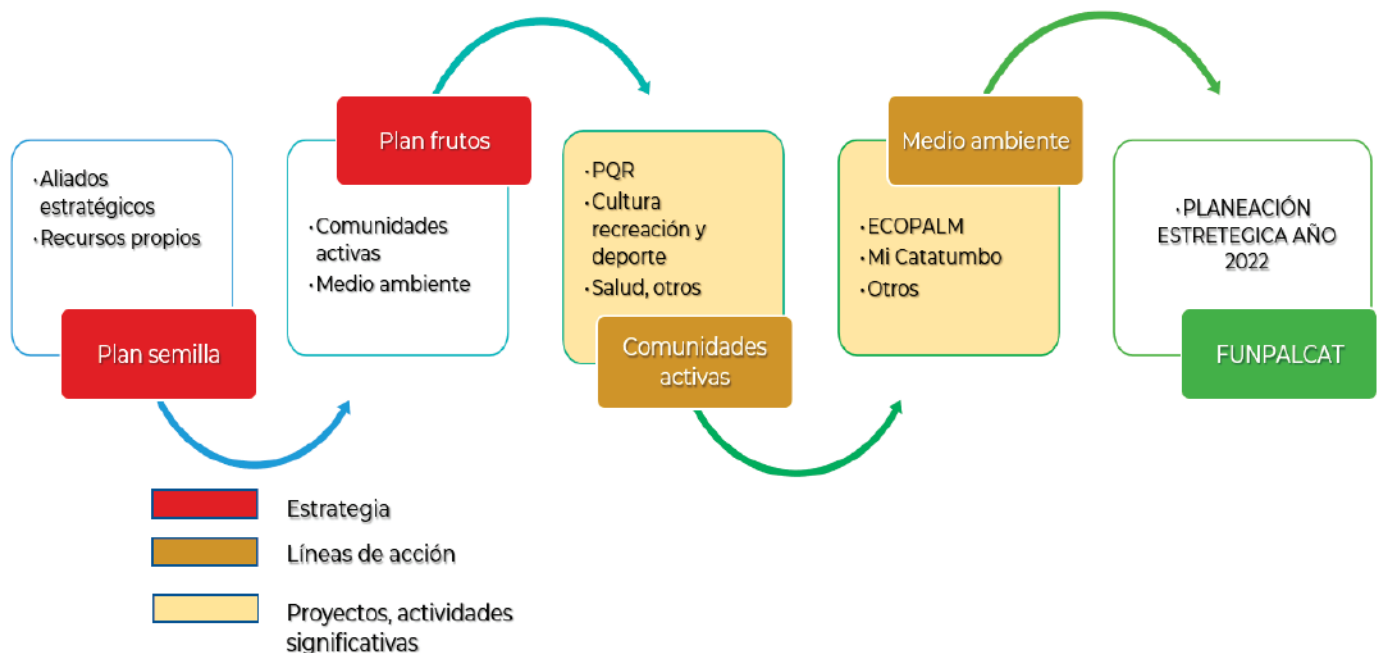 ·Aliados
estratégicos
·Recursos propios
Plan semilla
Plan frutos
·Comunidades
activas
·Medio ambiente
·PQR
·Cultura
recreación y
deporte
·Salud, otros
Comunidades
activas
Medio ambiente
·ECOPALM
·Mi Catatumbo
·Otros
·PLANEACIÓN
ESTRETEGICA AÑO
2022
FUNPALCAT
Estrategia
Líneas de acción
Proyectos, actividades
significativas